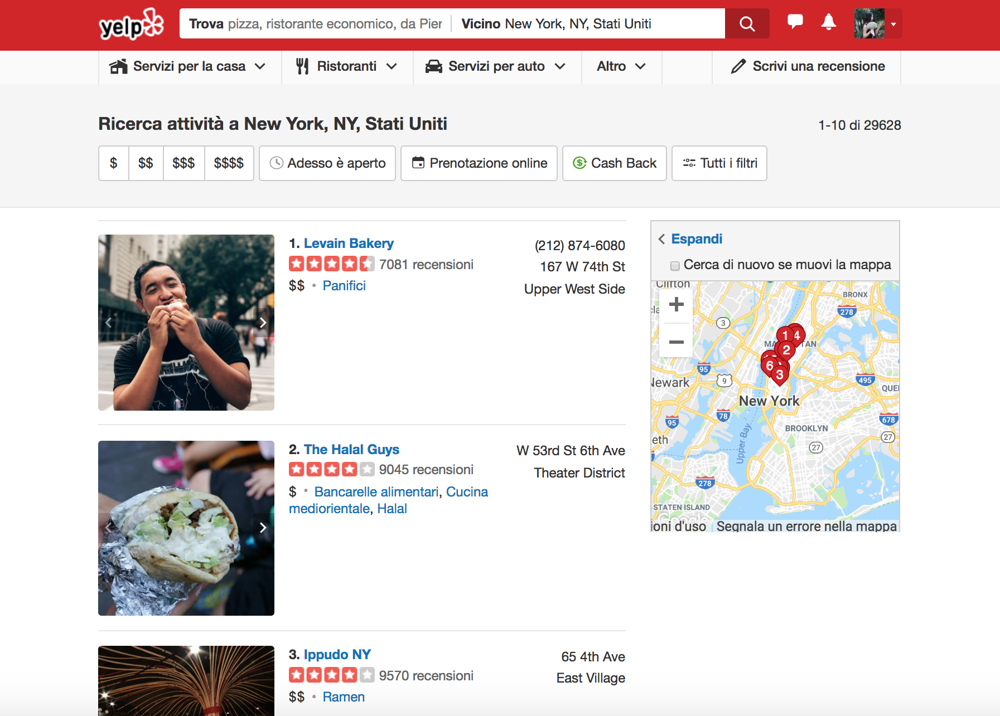 yelp
Trova pizza, ristorante economico, da Pier
Vicino New York, NY, Stati Uniti
Servizi per la casa
Ristoranti
Servizi per auto
Altro
Scrivi una recensione
Ricerca attività a New York, NY, Stati Uniti
1-10 di 29628
$
$$
$$$
$$$$
Adesso è aperto
Prenotazione online
Cash Back
Tutti i filtri
1. Levain Bakery
7081 recensioni
$$ • Panifici
(212) 874-6080
167 W 74th St
Upper West Side
2. The Halal Guys
9045 recensioni
$ • Bancarelle alimentari, Cucina
mediorientale, Halal
W 53rd St 6th Ave
Theater District
3. Ippudo NY
9570 recensioni
$$ • Ramen
65 4th Ave
East Village
Espandi
Cerca di nuovo se muovi la mappa
Clifton
BRONX
278
3
1
4
MA TAN
2
6
3
95
9
495
Newark
QUE
New York
78
95
678
BROOKLYN
27
eth
27
Upper Bay
278
STATEN ISLAND
Google
ioni d'uso
Segnala un errore nella mappa